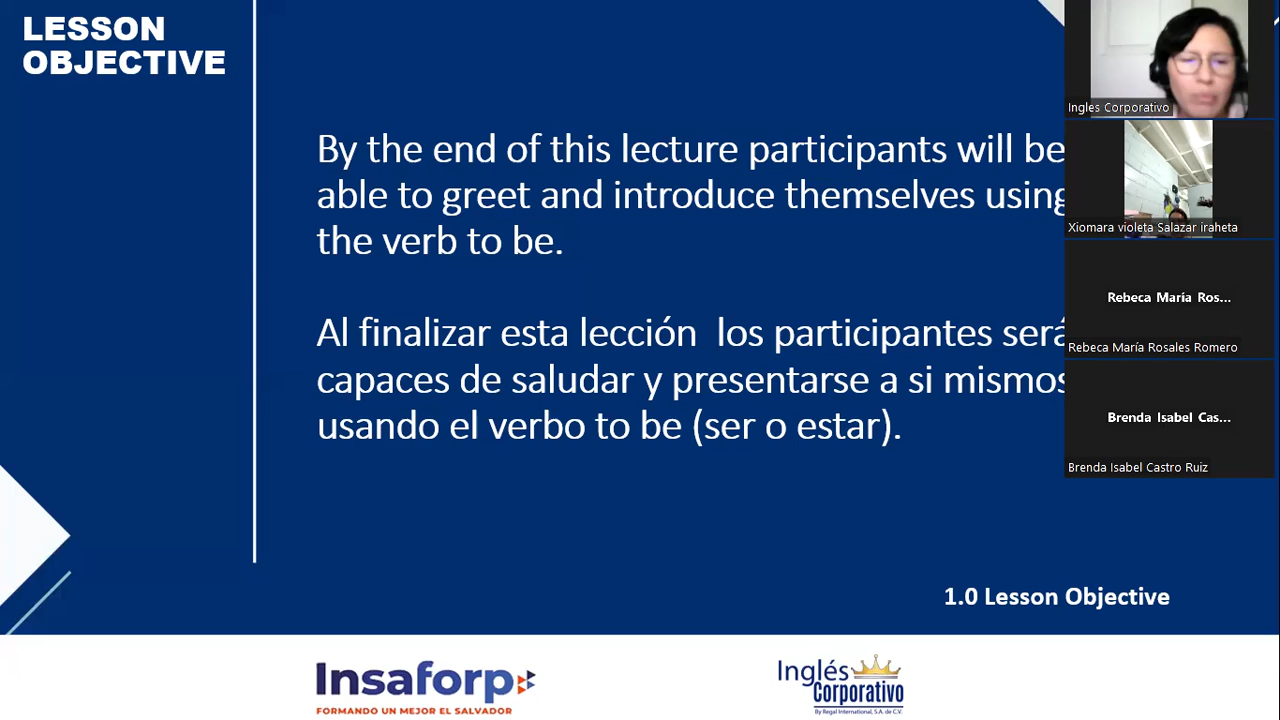 LESSON
OBJECTIVE
By the end of this lecture participants will be
able to greet and introduce themselves using
the verb to be.
Al finalizar esta lección los participantes será
capaces de saludar y presentarse a si mismos
usando el verbo to be (ser o estar).
1.0 Lesson Objective
Insaforp
FORMANDO UN MEJOR EL SALVADOR
Inglés
Corporativo
By Regal International, S.A. de C.V.
Ingles Corporativo
Xiomara violeta Salazar iraheta
Rebeca María Ros...
Rebeca María Rosales Romero
Brenda Isabel Cas...
Brenda Isabel Castro Ruiz